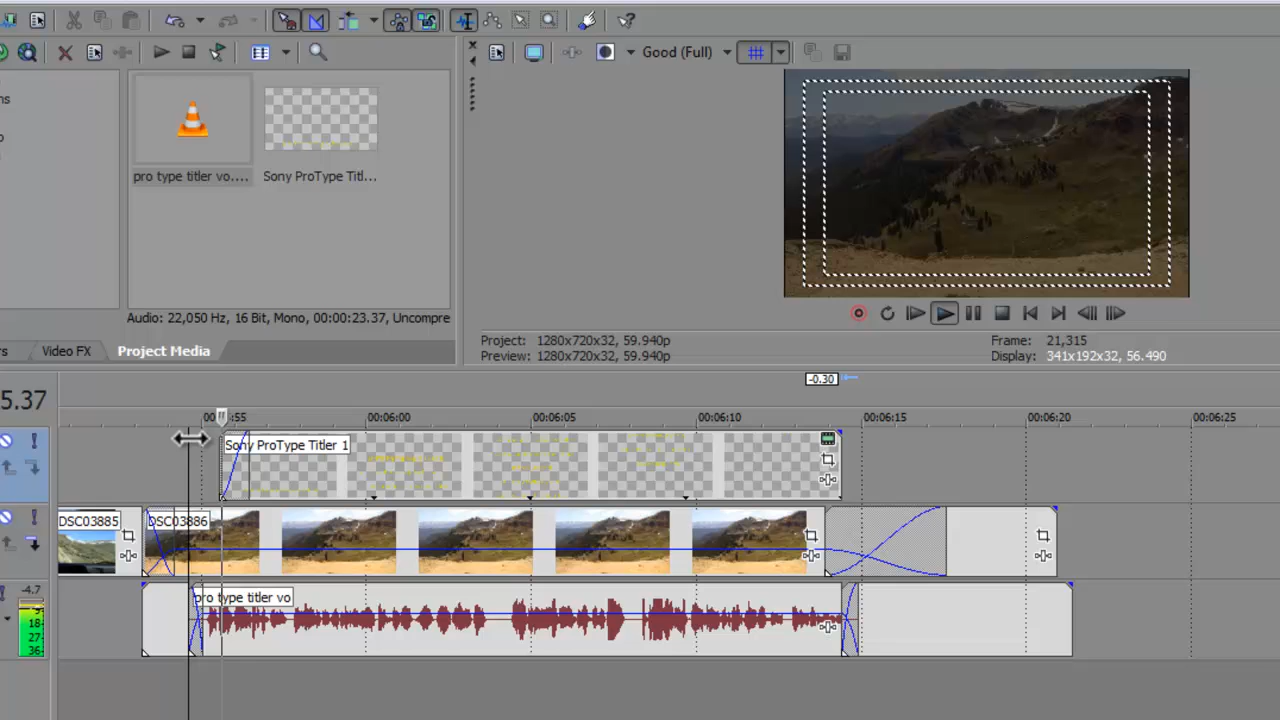 Good (Full)
ns
pro type titler vo....
Sony ProType Titl...
Audio: 22,050 Hz, 16 Bit, Mono, 00:00:23.37, Uncompre
rs
Video FX
Project Media
Project: 1280x720x32, 59.940p
Preview: 1280x720x32, 59.940p
Frame: 21,315
Display: 341x192x32, 56.490
-0.30
5.37
00:06:00
00:06:05
00:06:10
00:06:15
00:06:20
00:06:25
Sony ProType Titler 1
DSC03885
DSC03886
-4.7
pro type titler vo
9
18
27
36